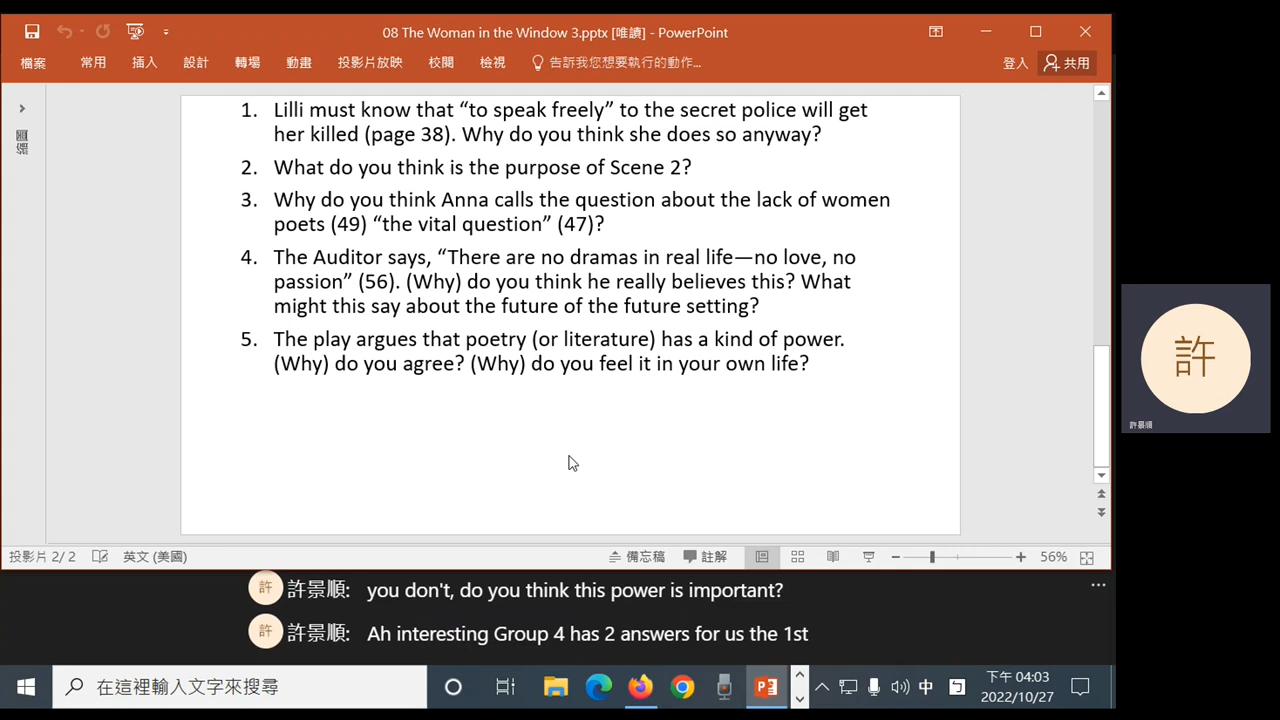 08 The Woman in the Window 3.pptx [唯讀] - PowerPoint
檔案 常用 插入 設計 轉場 動畫 投影片放映 校閱 檢視 告訴我您想要執行的動作... 登入 共用
縮圖
1. Lilli must know that “to speak freely” to the secret police will get
her killed (page 38). Why do you think she does so anyway?
2. What do you think is the purpose of Scene 2?
3. Why do you think Anna calls the question about the lack of women
poets (49) “the vital question” (47)?
4. The Auditor says, “There are no dramas in real life—no love, no
passion” (56). (Why) do you think he really believes this? What
might this say about the future of the future setting?
5. The play argues that poetry (or literature) has a kind of power.
(Why) do you agree? (Why) do you feel it in your own life?
許
許景順
投影片 2/ 2 英文 (美國) 備忘稿 註解 56%
許 許景順: you don't, do you think this power is important?
許 許景順: Ah interesting Group 4 has 2 answers for us the 1st
在這裡輸入文字來搜尋
中
下午 04:03
2022/10/27